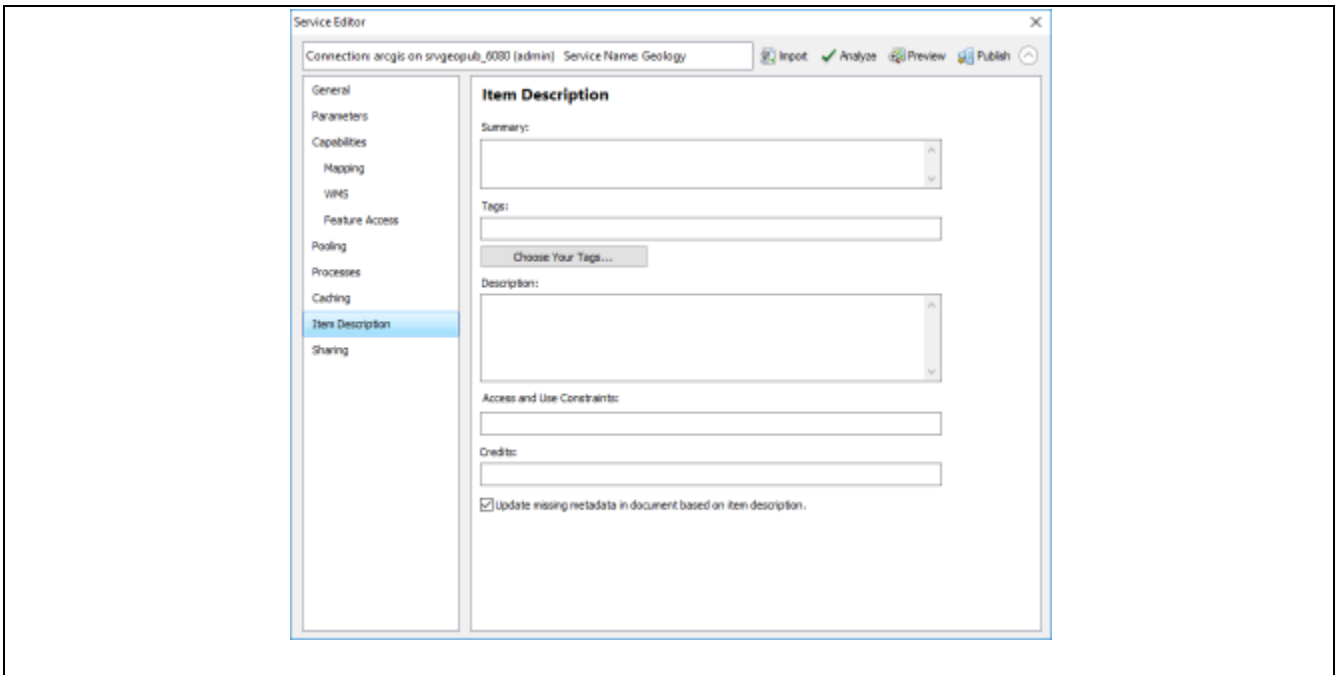 Service Editor
Connection: arcgis on srvgeopub_6080 (admin) Service Name: Geology Import Analyze Preview Publish
General
Parameters
Capabilities
Mapping
WMS
Feature Access
Pooling
Processes
Caching
Item Description
Sharing
Item Description
Summary:
Tags:
Choose Your Tags...
Description:
Access and Use Constraints:
Credits:
Update missing metadata in document based on item description.